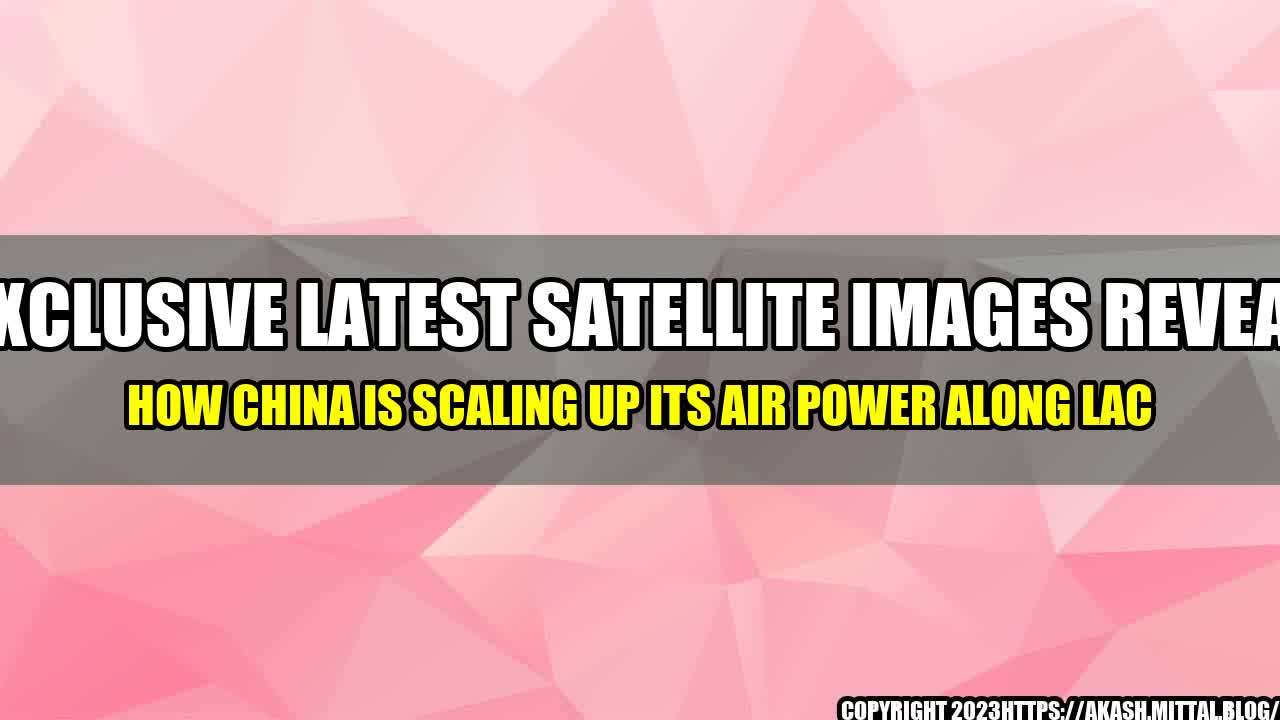 XCLUSIVE LATEST SATELLITE IMAGES REVEA
HOW CHINA IS SCALING UP ITS AIR POWER ALONG LAC
COPYRIGHT 2023HTTPS://AKASH.MITTAL.BLOG/